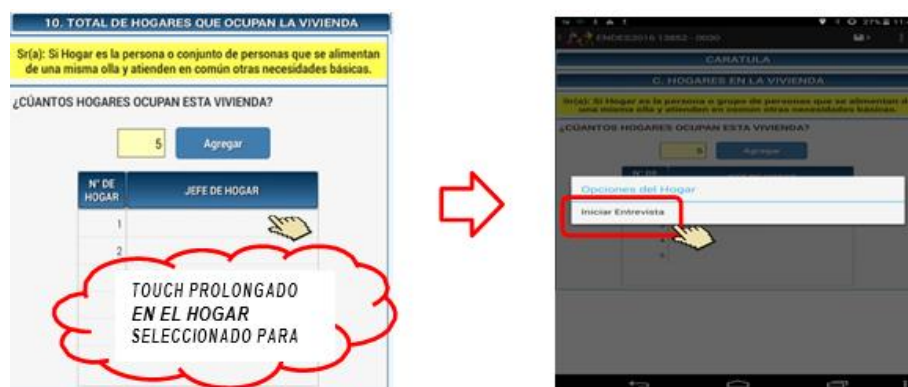 10. TOTAL DE HOGARES QUE OCUPAN LA VIVIENDA
Sr(a): Si Hogar es la persona o conjunto de personas que se alimentan
de una misma olla y atienden en común otras necesidades básicas.
¿CÚANTOS HOGARES OCUPAN ESTA VIVIENDA?
5 Agregar
N° DE
HOGAR
JEFE DE HOGAR
1
2
TOUCH PROLONGADO
EN EL HOGAR
SELECCIONADO PARA
CARATULA
C. HOGARES EN LA VIVIENDA
Sr(a): Si Hogar es la persona o grupo de personas que se alimentan d
una misma olla y atienden en común otras necesidades básicas.
¿CÚANTOS HOGARES OCUPAN ESTA VIVIENDA?
5 Agregar
N° DE
Opciones del Hogar
Iniciar Entrevista
4
5